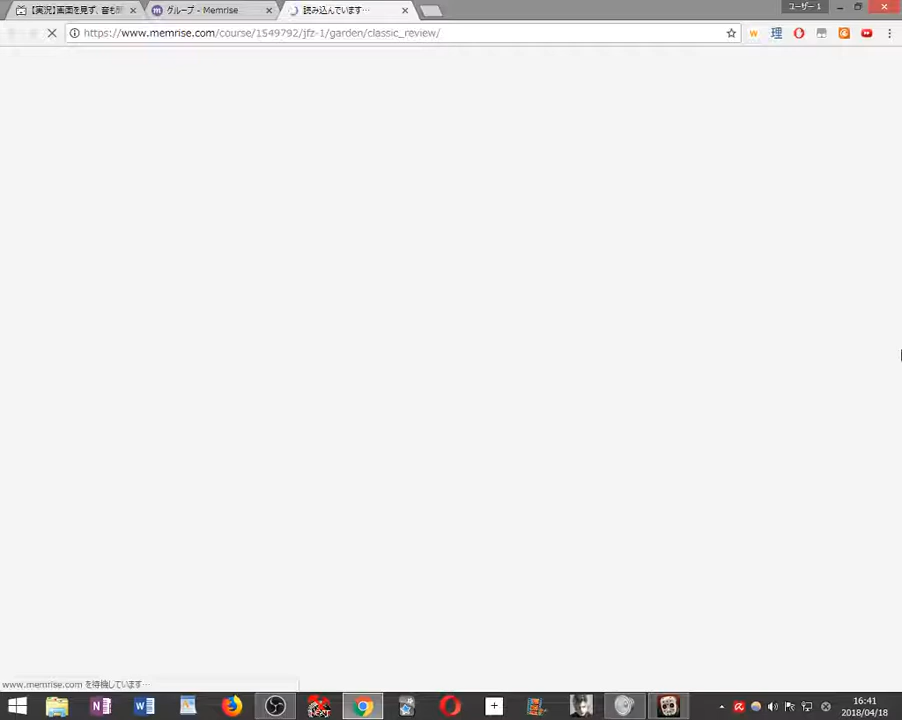 【実況】画面を見ず、音も
グループ - Memrise
読み込んでいます…
ユーザー 1
https://www.memrise.com/course/1549792/jfz-1/garden/classic_review/
理
www.memrise.com を待機しています…
16:41
2018/04/18